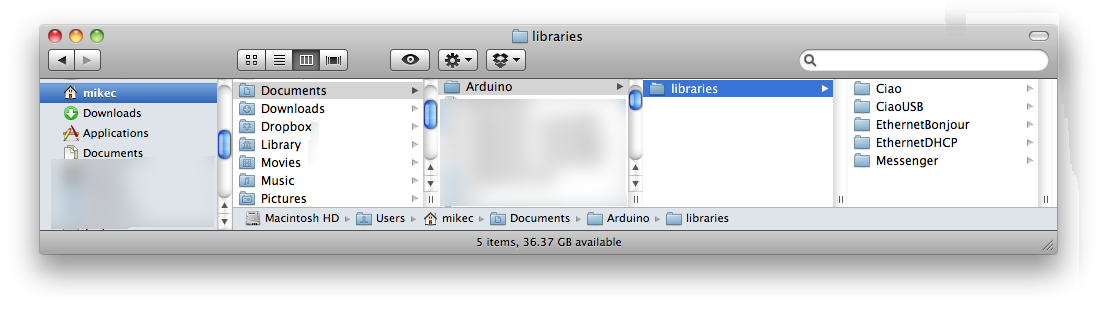 libraries
mikec
Downloads
Applications
Documents
Documents
Downloads
Dropbox
Library
Movies
Music
Pictures
Arduino
libraries
Ciao
CiaoUSB
EthernetBonjour
EthernetDHCP
Messenger
Macintosh HD Users mikec Documents Arduino libraries
5 items, 36.37 GB available